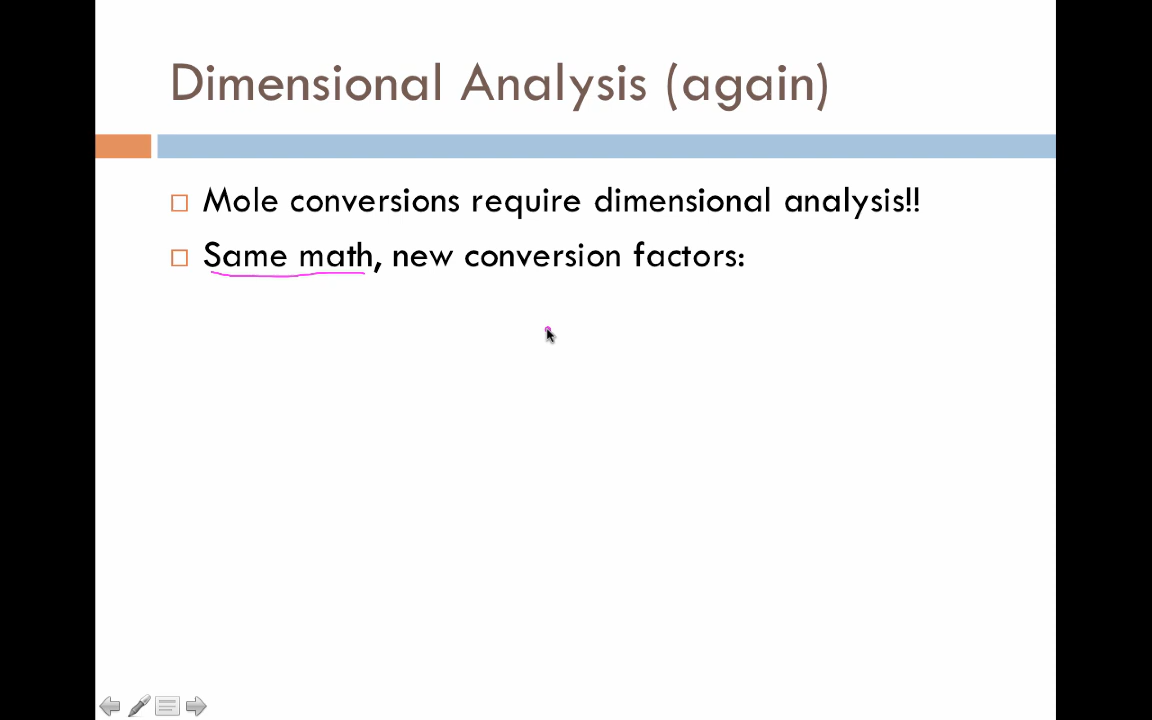 Dimensional Analysis (again)
Mole conversions require dimensional analysis!!
Same math, new conversion factors: